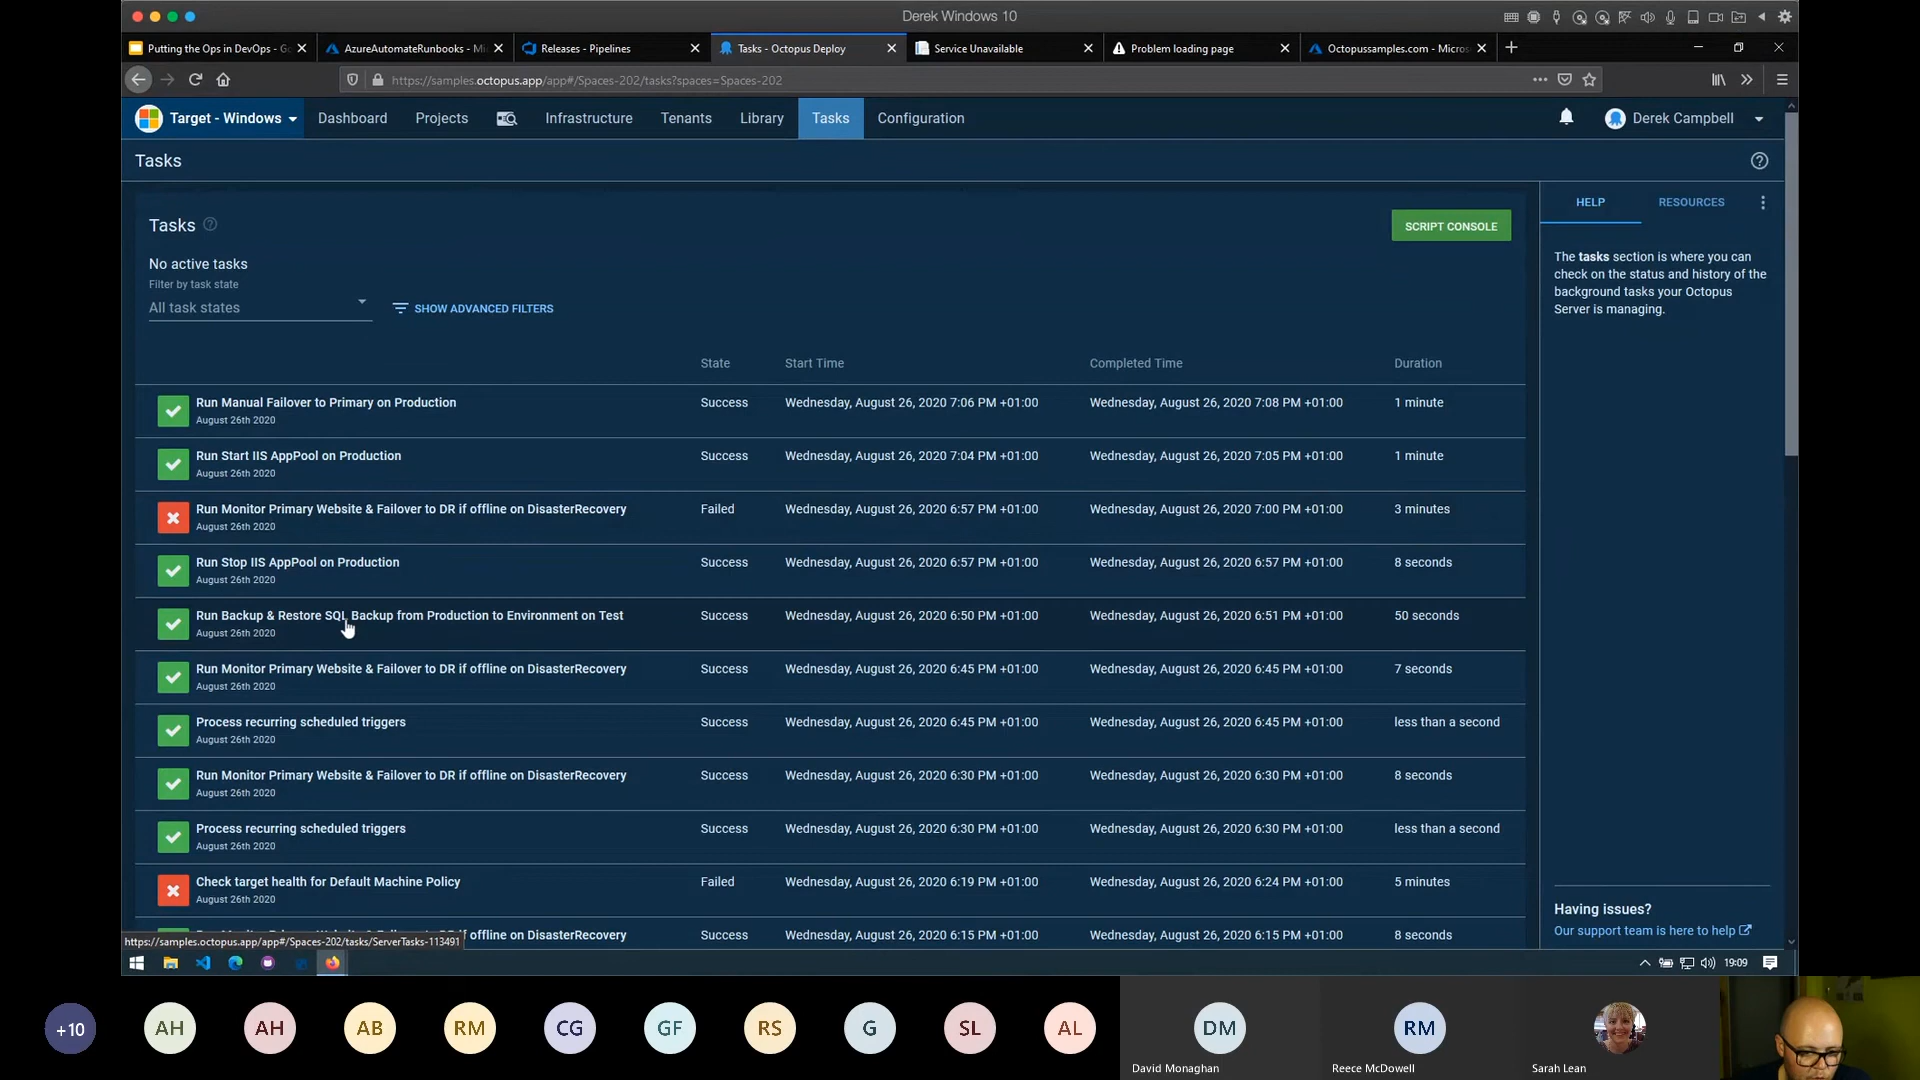 Derek Windows 10
Putting the Ops in DevOps - Go
AzureAutomateRunbooks - Mi
Releases - Pipelines
Tasks - Octopus Deploy
Service Unavailable
Problem loading page
Octopussamples.com - Micros
https://samples.octopus.app/app#/Spaces-202/tasks?spaces=Spaces-202
Target - Windows
Dashboard
Projects
Infrastructure
Tenants
Library
Tasks
Configuration
Derek Campbell
Tasks
HELP
RESOURCES
Tasks
SCRIPT CONSOLE
The tasks section is where you can
check on the status and history of the
background tasks your Octopus
Server is managing.
No active tasks
Filter by task state
All task states
SHOW ADVANCED FILTERS
State Start Time Completed Time Duration
Run Manual Failover to Primary on Production Success Wednesday, August 26, 2020 7:06 PM +01:00 Wednesday, August 26, 2020 7:08 PM +01:00 1 minute
August 26th 2020
Run Start IIS AppPool on Production Success Wednesday, August 26, 2020 7:04 PM +01:00 Wednesday, August 26, 2020 7:05 PM +01:00 1 minute
August 26th 2020
Run Monitor Primary Website & Failover to DR if offline on DisasterRecovery Failed Wednesday, August 26, 2020 6:57 PM +01:00 Wednesday, August 26, 2020 7:00 PM +01:00 3 minutes
August 26th 2020
Run Stop IIS AppPool on Production Success Wednesday, August 26, 2020 6:57 PM +01:00 Wednesday, August 26, 2020 6:57 PM +01:00 8 seconds
August 26th 2020
Run Backup & Restore SQL Backup from Production to Environment on Test Success Wednesday, August 26, 2020 6:50 PM +01:00 Wednesday, August 26, 2020 6:51 PM +01:00 50 seconds
August 26th 2020
Run Monitor Primary Website & Failover to DR if offline on DisasterRecovery Success Wednesday, August 26, 2020 6:45 PM +01:00 Wednesday, August 26, 2020 6:45 PM +01:00 7 seconds
August 26th 2020
Process recurring scheduled triggers Success Wednesday, August 26, 2020 6:45 PM +01:00 Wednesday, August 26, 2020 6:45 PM +01:00 less than a second
August 26th 2020
Run Monitor Primary Website & Failover to DR if offline on DisasterRecovery Success Wednesday, August 26, 2020 6:30 PM +01:00 Wednesday, August 26, 2020 6:30 PM +01:00 8 seconds
August 26th 2020
Process recurring scheduled triggers Success Wednesday, August 26, 2020 6:30 PM +01:00 Wednesday, August 26, 2020 6:30 PM +01:00 less than a second
August 26th 2020
Check target health for Default Machine Policy Failed Wednesday, August 26, 2020 6:19 PM +01:00 Wednesday, August 26, 2020 6:24 PM +01:00 5 minutes
August 26th 2020
if offline on DisasterRecovery Success Wednesday, August 26, 2020 6:15 PM +01:00 Wednesday, August 26, 2020 6:15 PM +01:00 8 seconds
Having issues?
Our support team is here to help
https://samples.octopus.app/app#/Spaces-202/tasks/ServerTasks-113491
19:09
+10
AH
AH
AB
RM
CG
GF
RS
G
SL
AL
DM
RM
David Monaghan
Reece McDowell
Sarah Lean